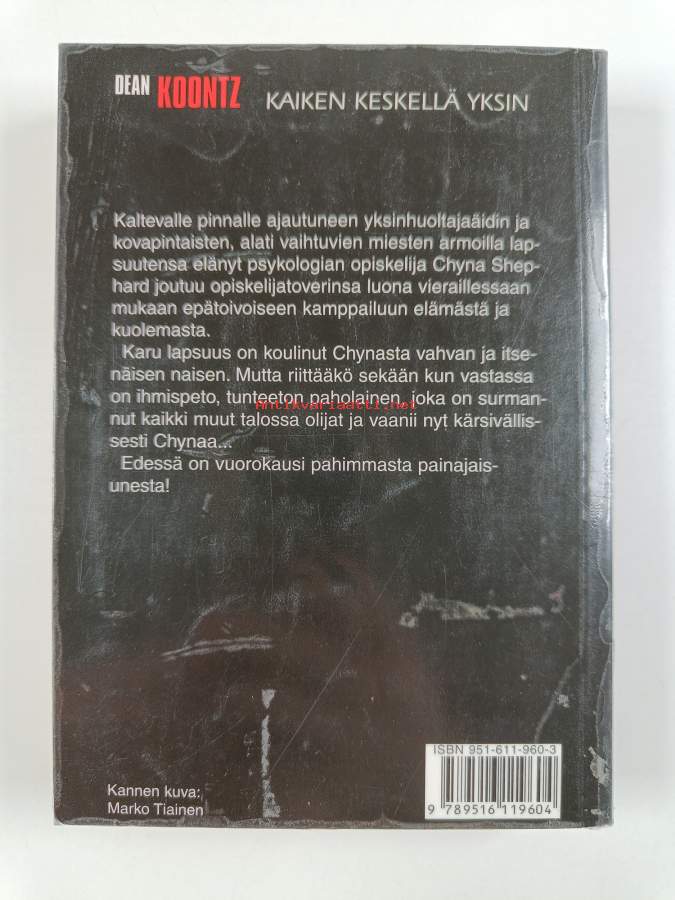 DEAN KOONTZ KAIKEN KESKELLÄ YKSIN
Kaltevalle pinnalle ajautuneen yksinhuoltajaäidin ja
kovapintaisten, alati vaihtuvien miesten armoilla lap-
suutensa elänyt psykologian opiskelija Chyna Shep-
hard joutuu opiskelijatoverinsa luona vieraillessaan
mukaan epätoivoiseen kamppailuun elämästä ja
kuolemasta.
Karu lapsuus on koulinut Chynasta vahvan ja itse-
näisen naisen. Mutta riittääkö sekään kun vastassa
on ihmispeto, tunteeton paholainen, joka on surman-
Antikvariaatti.net
nut kaikki muut talossa olijat ja vaanii nyt kärsivällis-
sesti Chynaa...
Edessä on vuorokausi pahimmasta painajais-
unesta!
ISBN 951-611-960-3
9 789516 119604
Kannen kuva:
Marko Tiainen